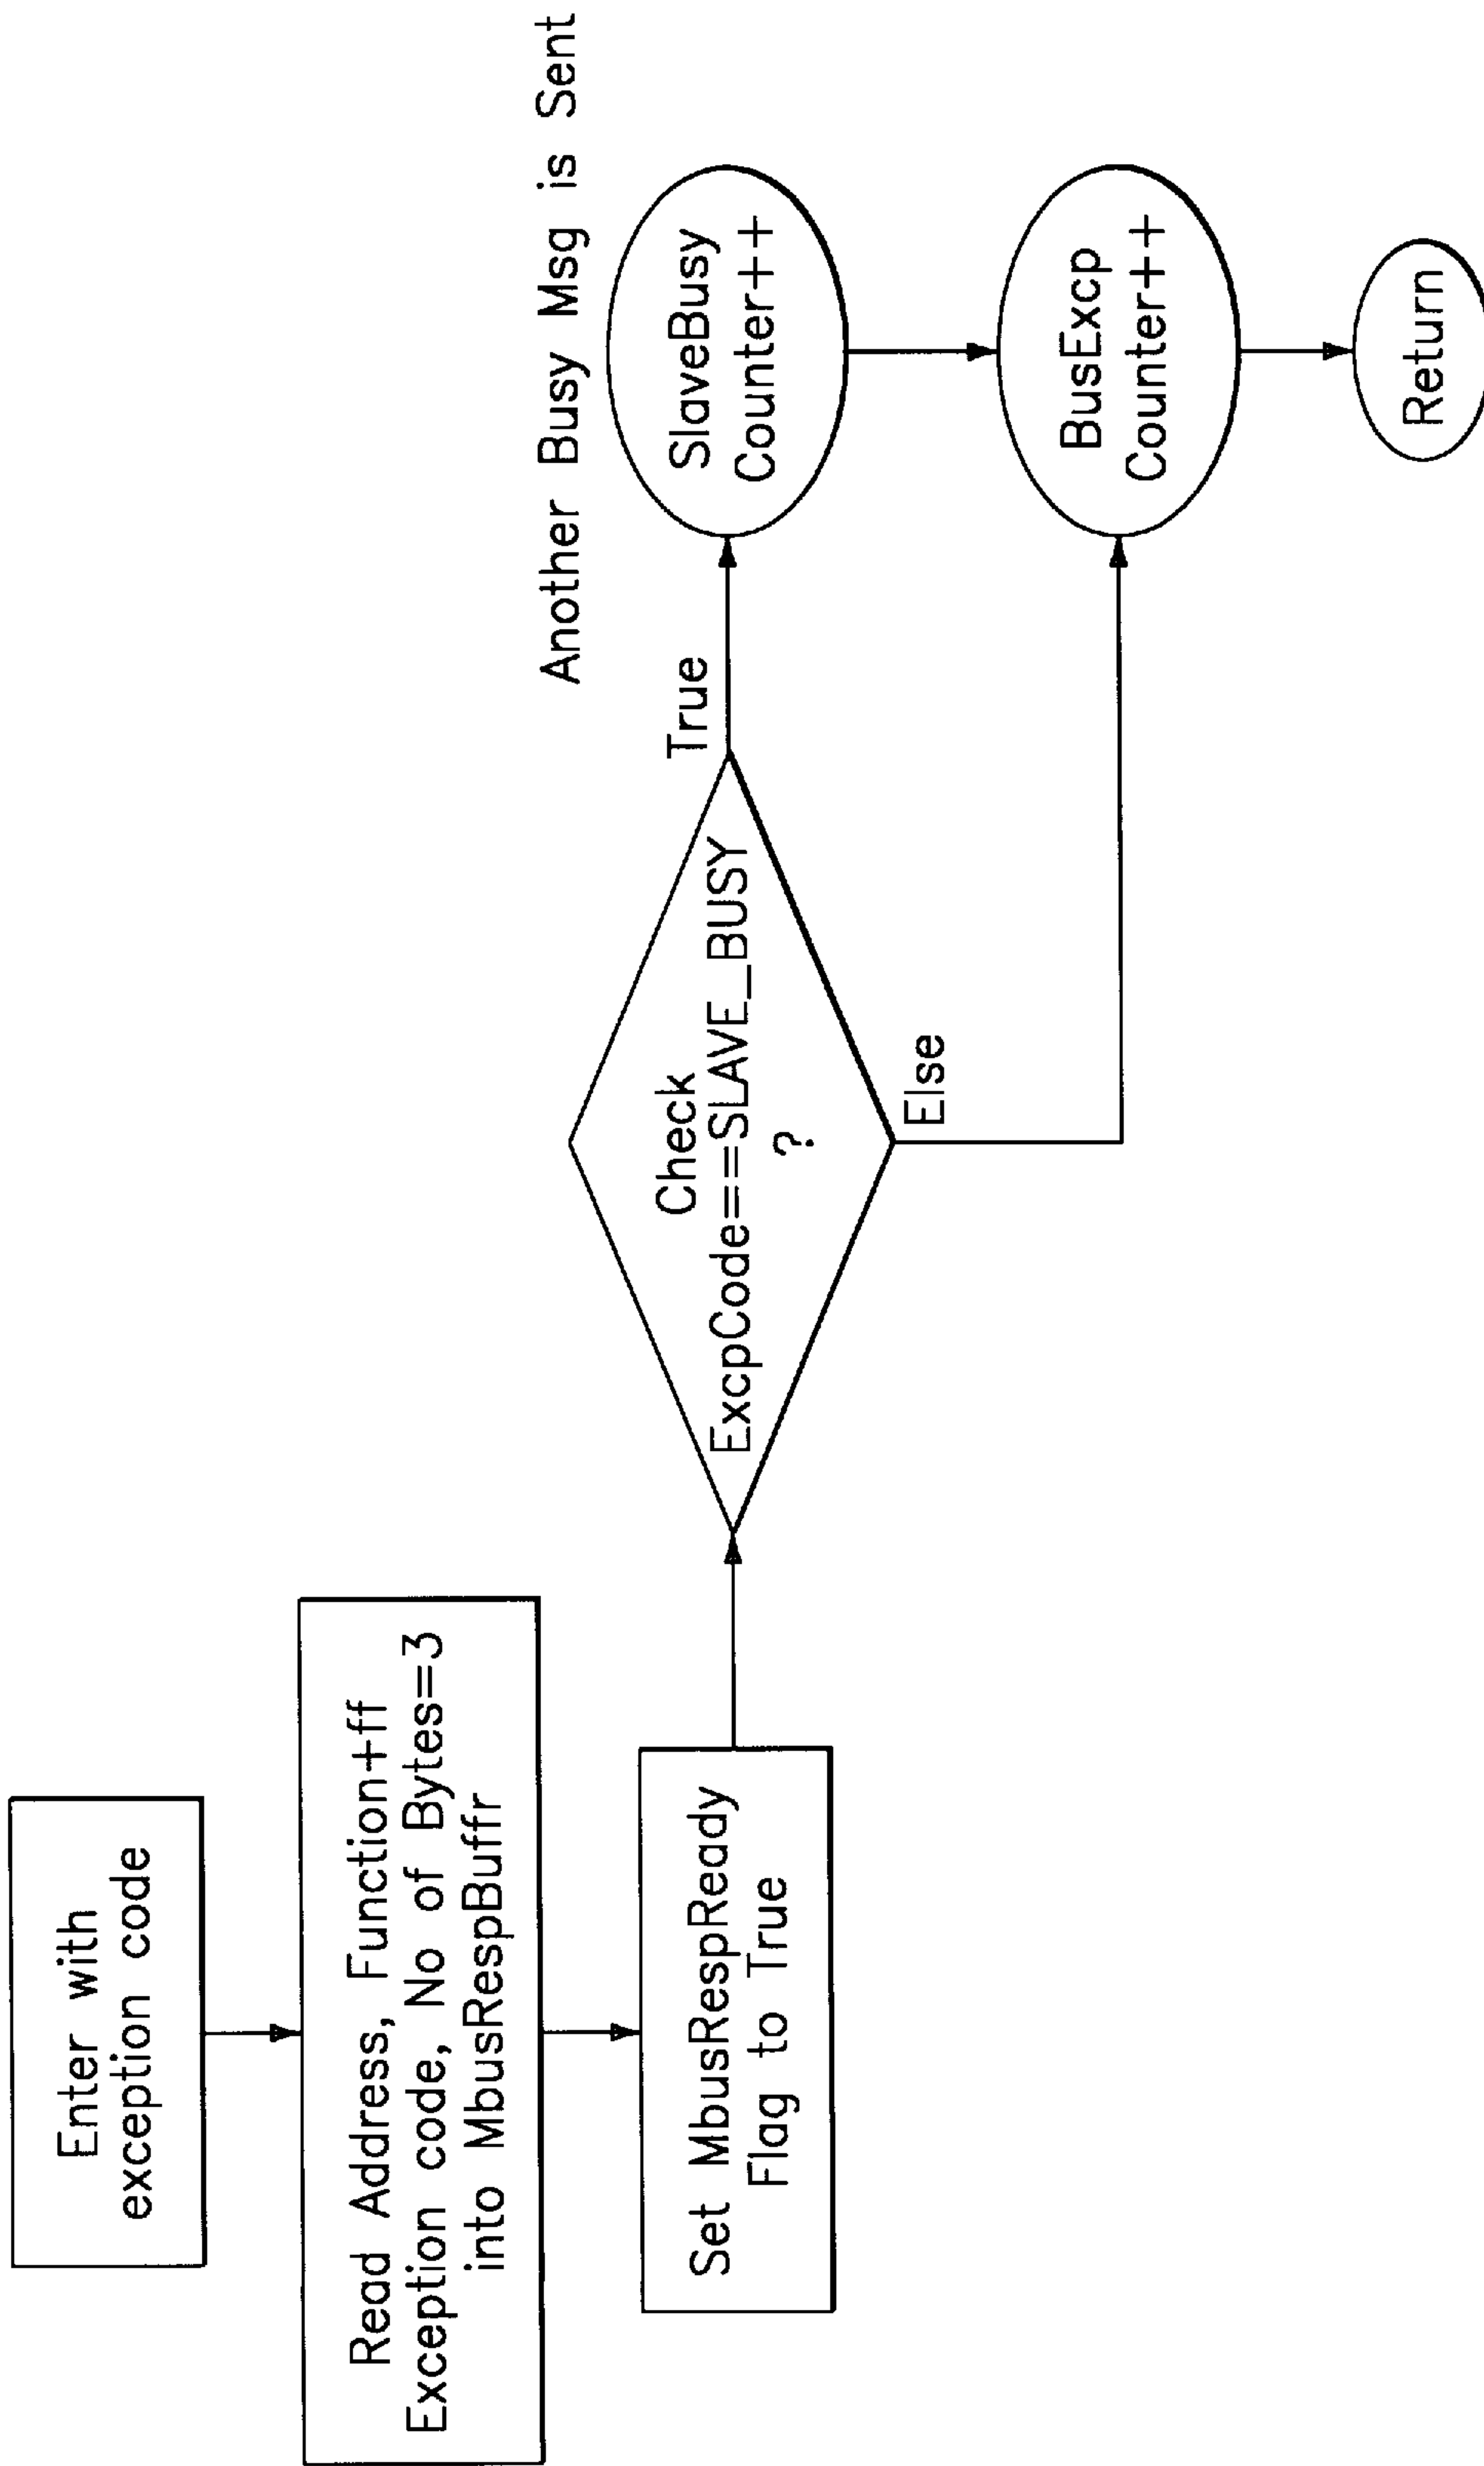 Enter with
exception code
Read Address, Function+ff
Exception code, No of Bytes=3
into MbusRespBuffr
Set MbusRespReady
Flag to True
Check
ExcpCode==SLAVE_BUSY
?
True
Else
Another Busy Msg is Sent
SlaveBusy
Counter++
BusExcp
Counter++
Return